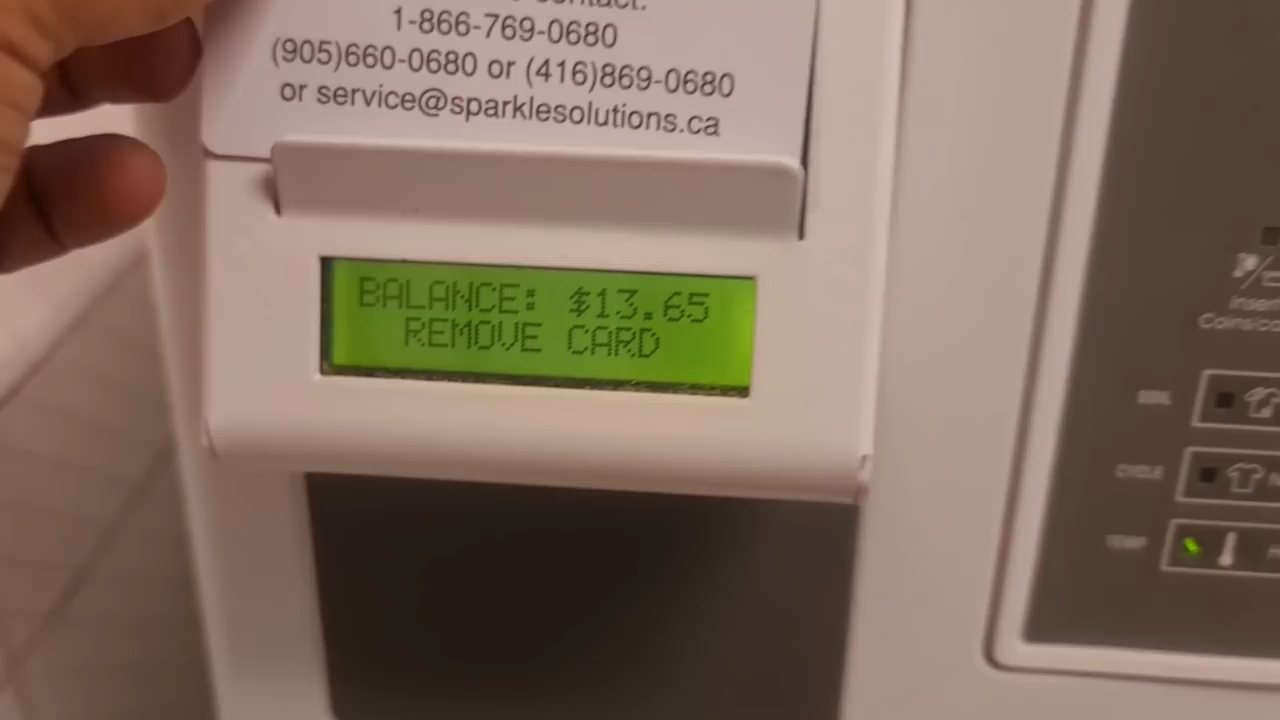 contact:
1-866-769-0680
(905)660-0680 or (416)869-0680
or service@sparklesolutions.ca
BALANCE: $13.65
REMOVE CARD
Insert
Coins/c
SOIL
CYCLE
TEMP